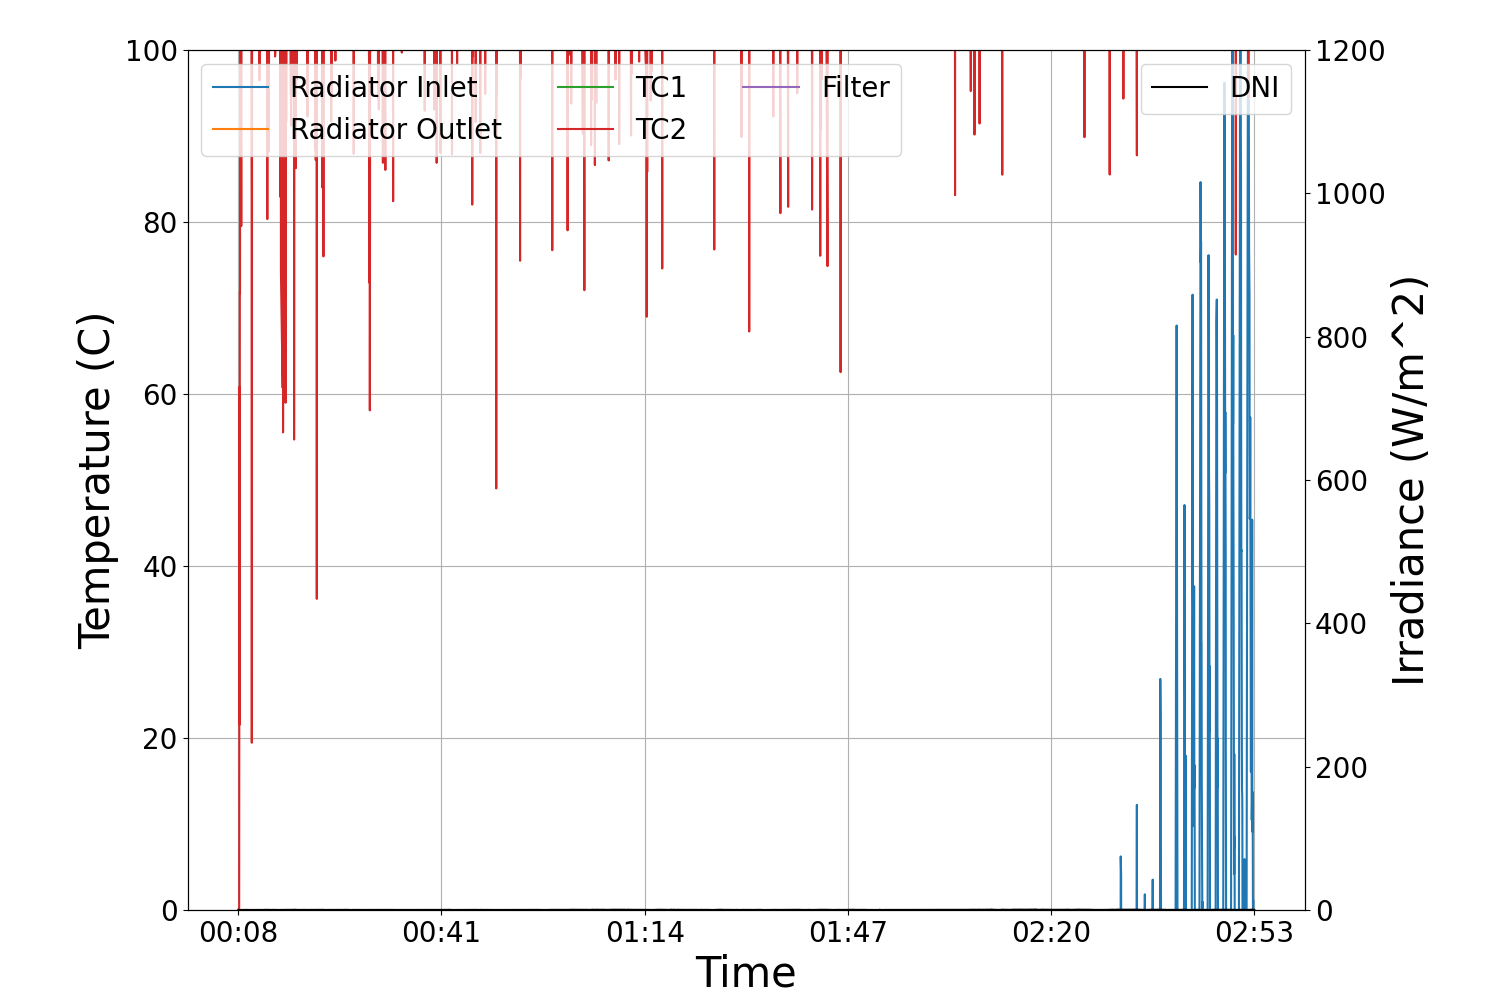 100
80
60
40
20
0
Temperature (C)
Radiator Inlet
Radiator Outlet
TC1
TC2
Filter
DNI
1200
1000
800
600
400
200
0
Irradiance (W/m^2)
00:08
00:41
01:14
01:47
02:20
02:53
Time